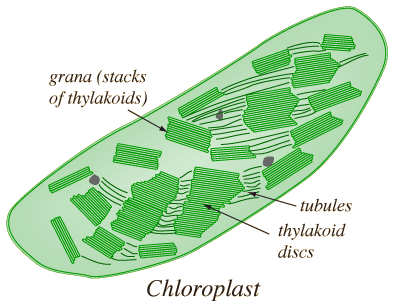 grana (stacks
of thylakoids)
tubules
thylakoid
discs
Chloroplast